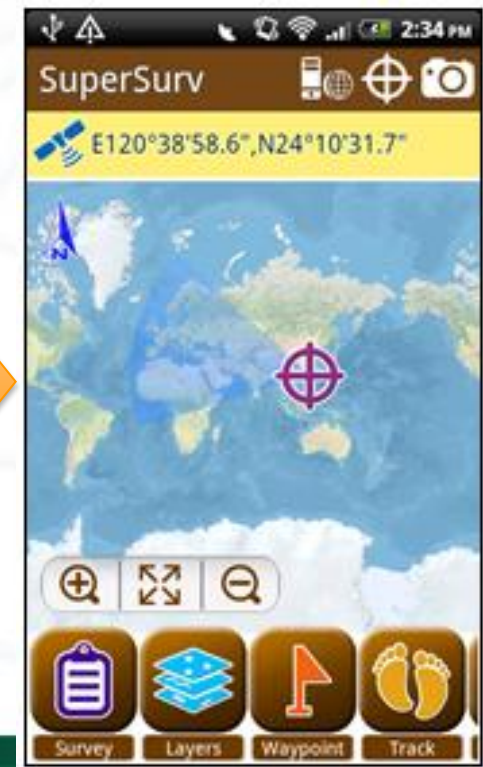 2:34 PM
SuperSurv
E120°38'58.6",N24°10'31.7"
N
Survey Layers Waypoint Track